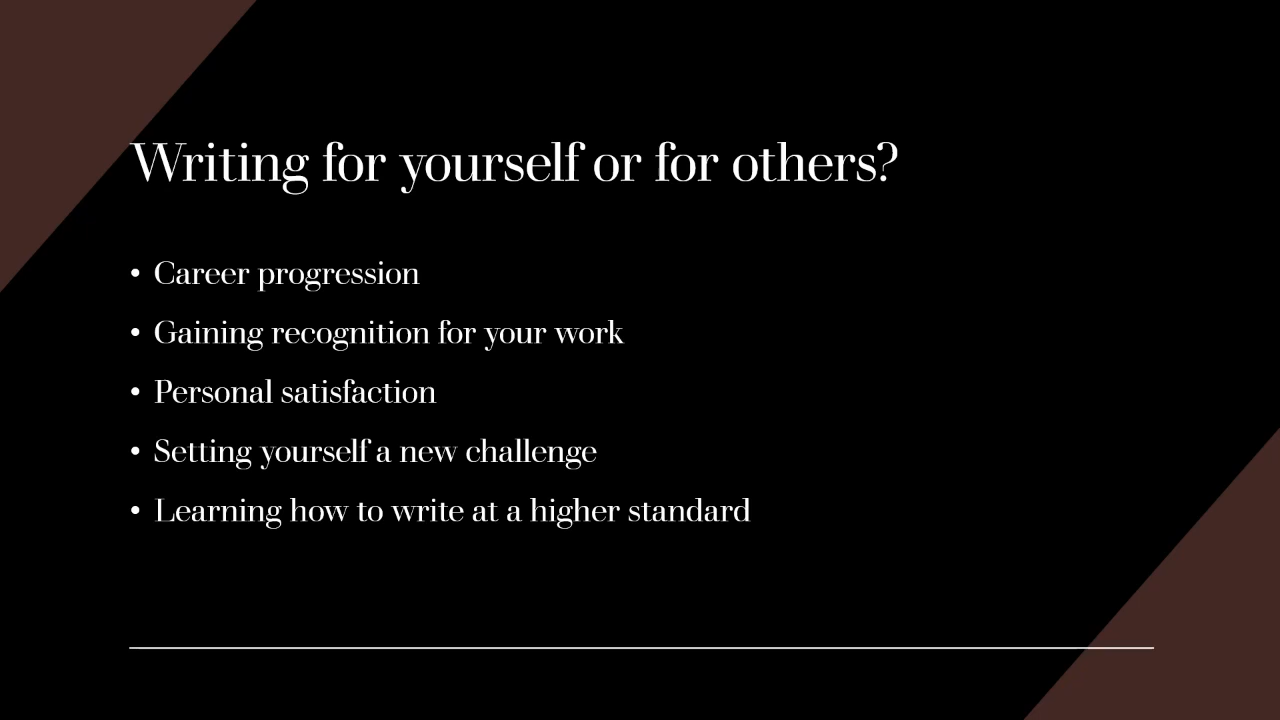 Writing for yourself or for others?
• Career progression
• Gaining recognition for your work
• Personal satisfaction
• Setting yourself a new challenge
• Learning how to write at a higher standard